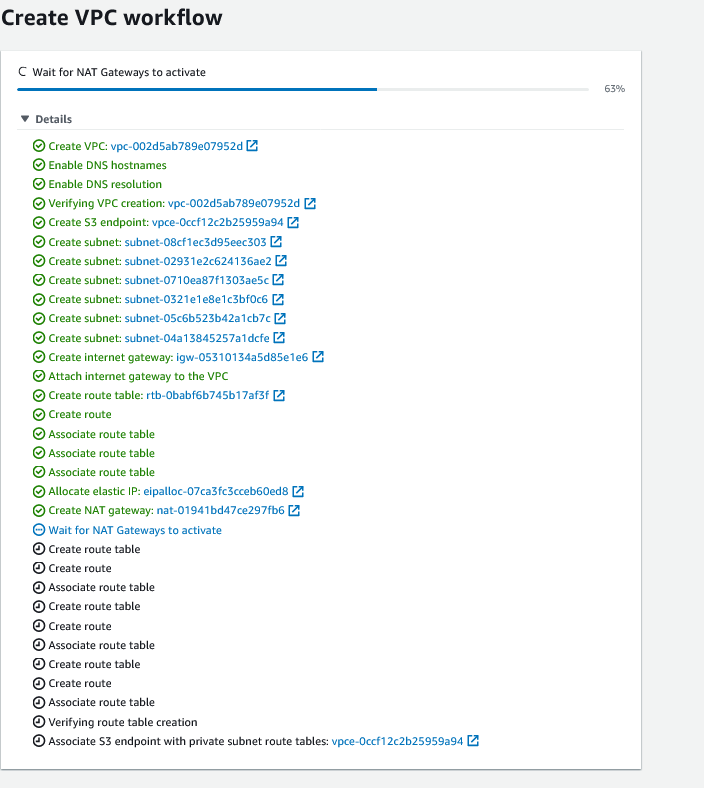 Create VPC workflow
Wait for NAT Gateways to activate
63%
Details
Create VPC: vpc-002d5ab789e07952d
Enable DNS hostnames
Enable DNS resolution
Verifying VPC creation: vpc-002d5ab789e07952d
Create S3 endpoint: vpce-0ccf12c2b25959a94
Create subnet: subnet-08cf1ec3d95eec303
Create subnet: subnet-02931e2c624136ae2
Create subnet: subnet-0710ea87f1303ae5c
Create subnet: subnet-0321e1e8e1c3bf0c6
Create subnet: subnet-05c6b523b42a1cb7c
Create subnet: subnet-04a13845257a1dcfe
Create internet gateway: igw-05310134a5d85e1e6
Attach internet gateway to the VPC
Create route table: rtb-0babf6b745b17af3f
Create route
Associate route table
Associate route table
Associate route table
Allocate elastic IP: eipalloc-07ca3fc3cceb60ed8
Create NAT gateway: nat-01941bd47ce297fb6
Wait for NAT Gateways to activate
Create route table
Create route
Associate route table
Create route table
Create route
Associate route table
Create route table
Create route
Associate route table
Verifying route table creation
Associate S3 endpoint with private subnet route tables: vpce-0ccf12c2b25959a94